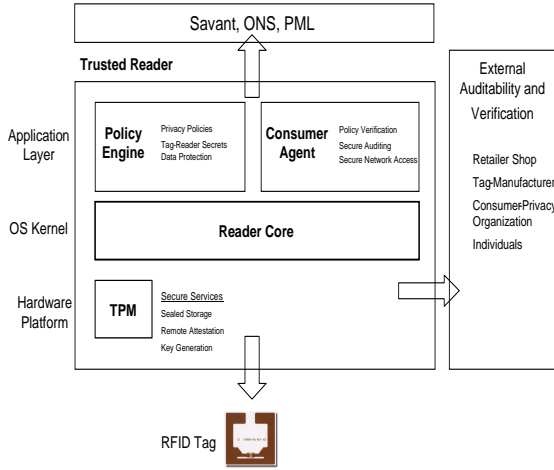 Savant, ONS, PML
Trusted Reader
Application
Layer
Policy
Engine
Privacy Policies
Tag-Reader Secrets
Data Protection
Consumer
Agent
Policy Verification
Secure Auditing
Secure Network Access
OS Kernel
Reader Core
Hardware
Platform
TPM
Secure Services
Sealed Storage
Remote Attestation
Key Generation
RFID Tag
External
Auditability and
Verification
Retailer Shop
Tag-Manufacturer
Consumer-Privacy
Organization
Individuals